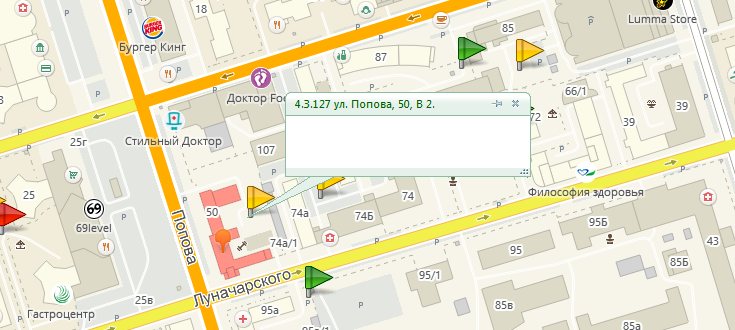 18
BURGER KING
Бургер Кинг
87
85
Lumma Store
Доктор Foo
4.3.127 ул. Попова, 50, В 2.
66/1
39
31
72
25г
Стильный Доктор
107
25
50
74а
74Б
74
Философия здоровья
69
69level
Попова
74а/1
95Б
95
43
85Б
Луначарского
95/1
Гастроцентр
25в
95а
85в
85а
P